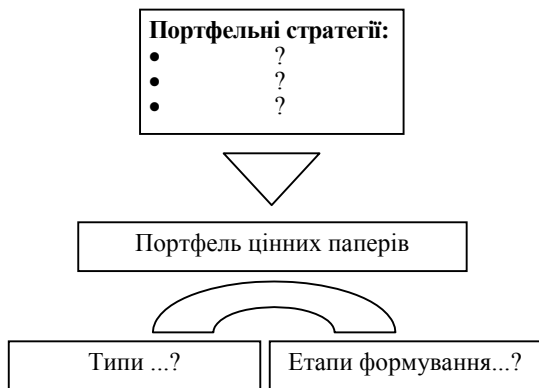 Портфельні стратегії:
• ?
• ?
• ?
Портфель цінних паперів
Типи ...?
Етапи формування...?